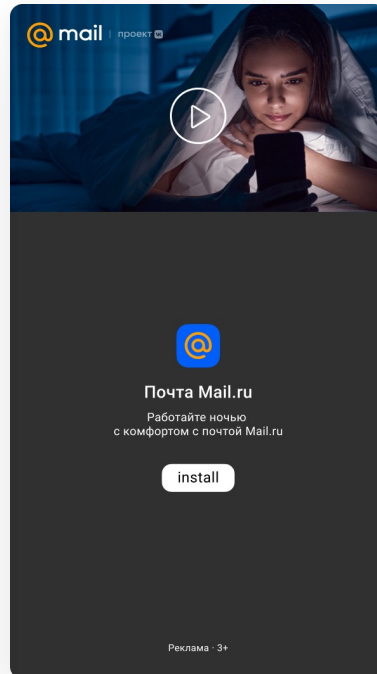 @mail | проект
Почта Mail.ru
Работайте ночью
с комфортом с почтой Mail.ru
install
Реклама · 3+